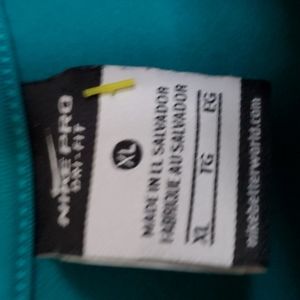 NIKE PRO
DRI-FIT
XL
MADE IN EL SALVADOR
FABRIQUÉ AU SALVADOR
XL TG EG
nikebetterworld.com